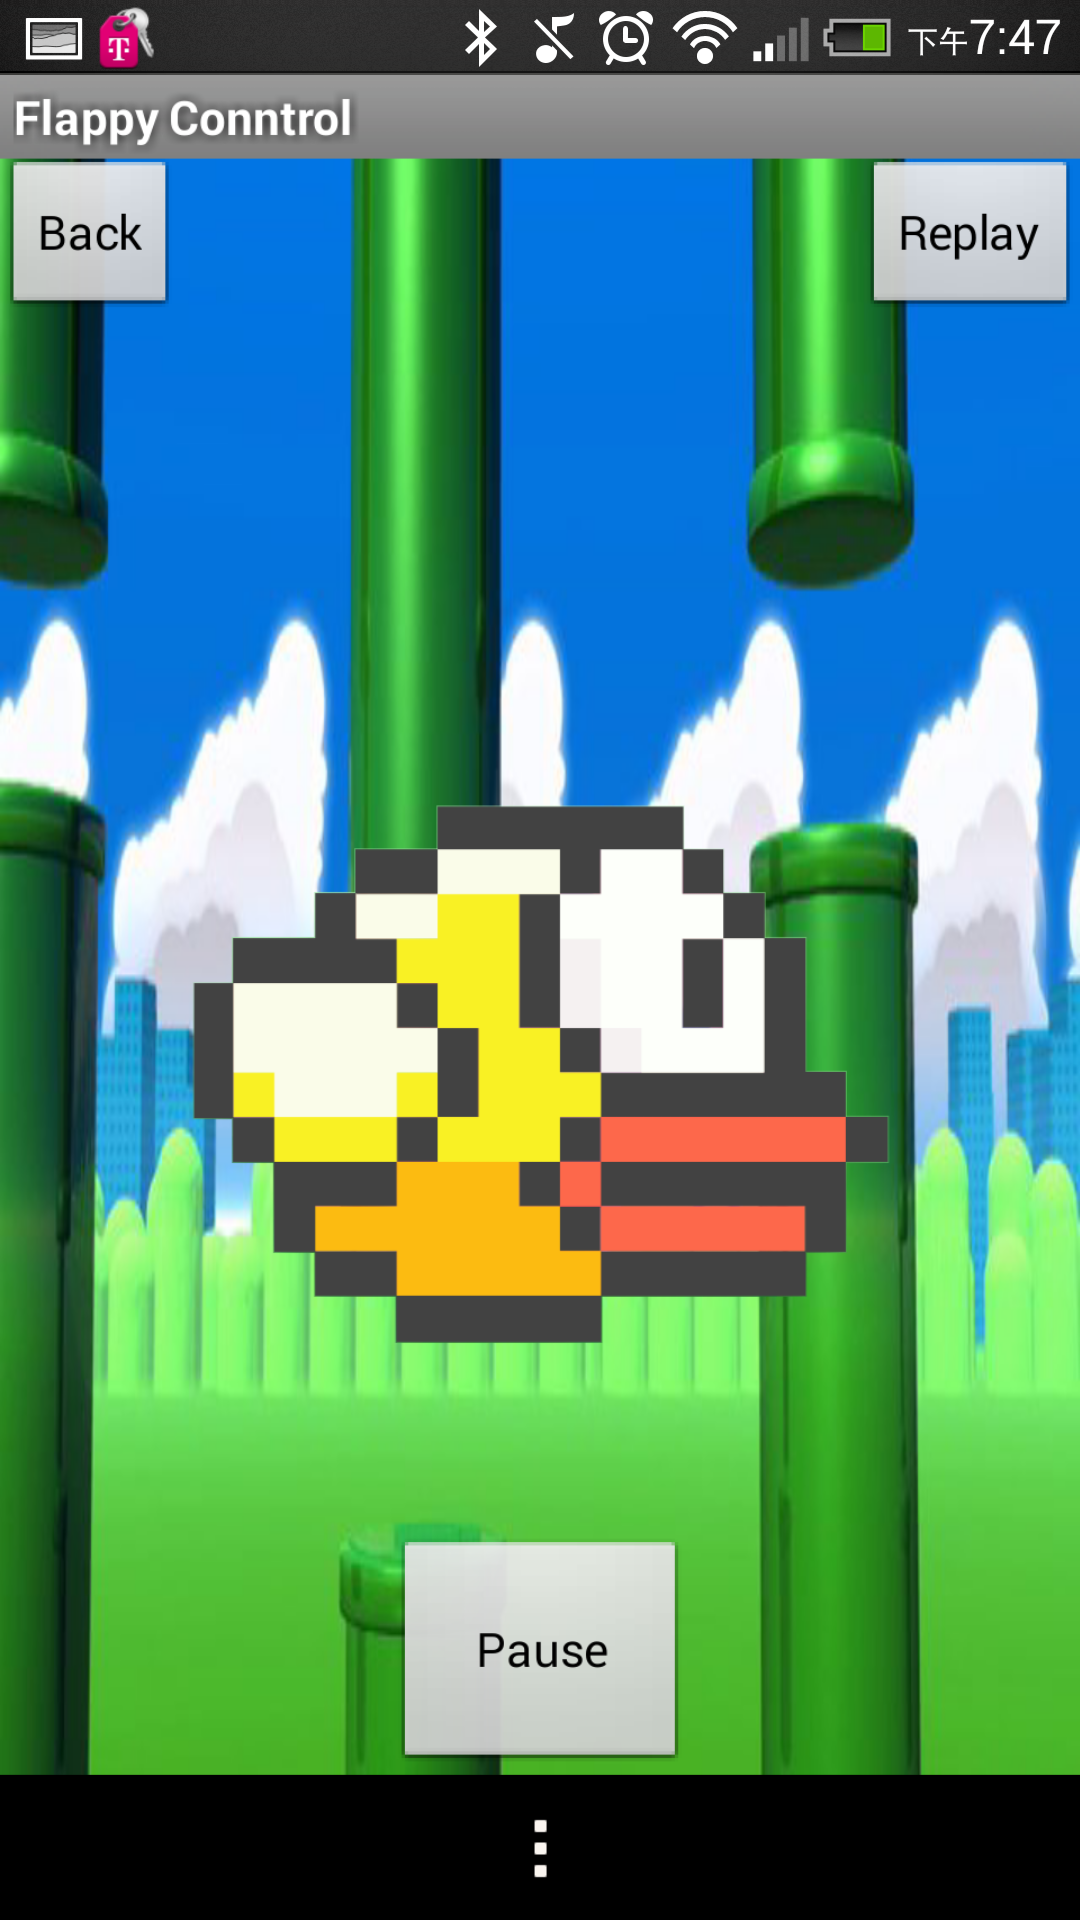 T
下午7:47
Flappy Conntrol
Back
Replay
Pause